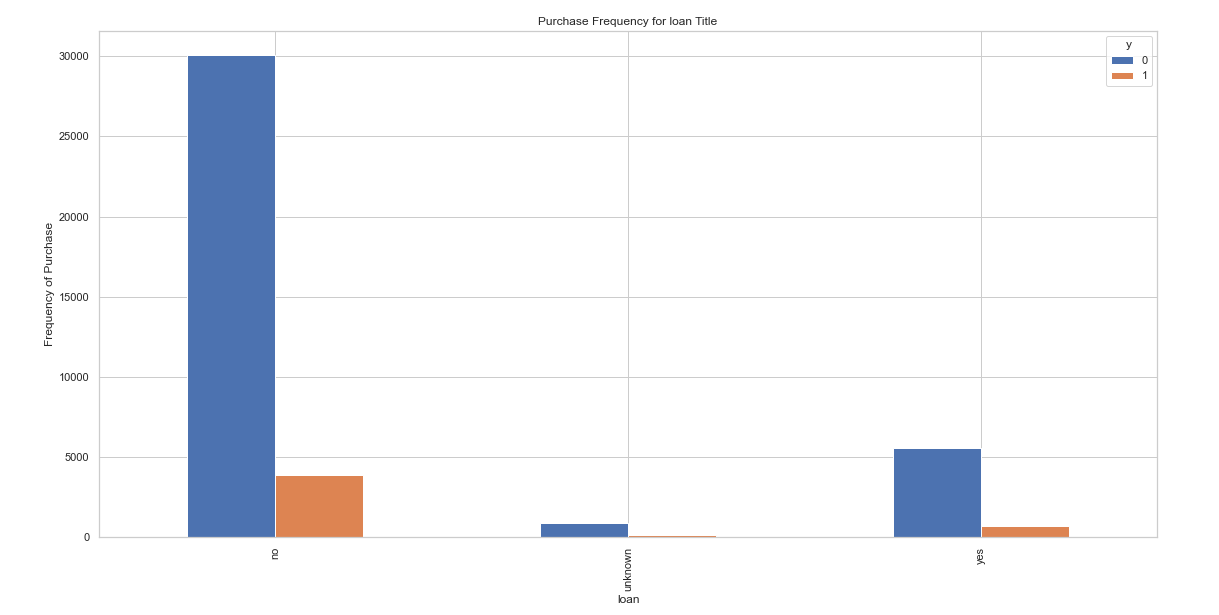 Purchase Frequency for loan Title
y
0
1
30000
25000
20000
15000
10000
5000
0
Frequency of Purchase
no
unknown
yes
loan